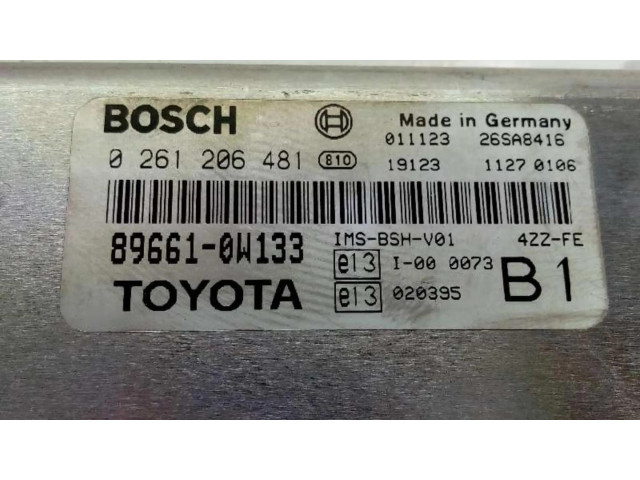 BOSCH Made in Germany
011123 26SA8416
0 261 206 481 810 19123 1127 0106
89661-0W133 IMS-BSH-V01 4ZZ-FE
e13 I-00 0073
TOYOTA e13 020395 B1